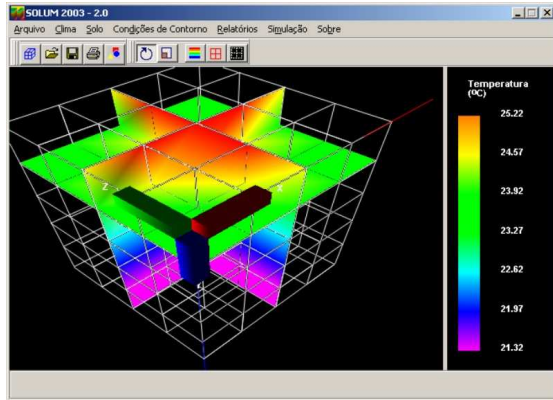 SOLUM 2003 - 2.0
Arquivo Clima Solo Condições de Contorno Relatórios Simulação Sobre
Temperatura
(ºC)
25.22
24.57
23.92
23.27
22.62
21.97
21.32
Z
X